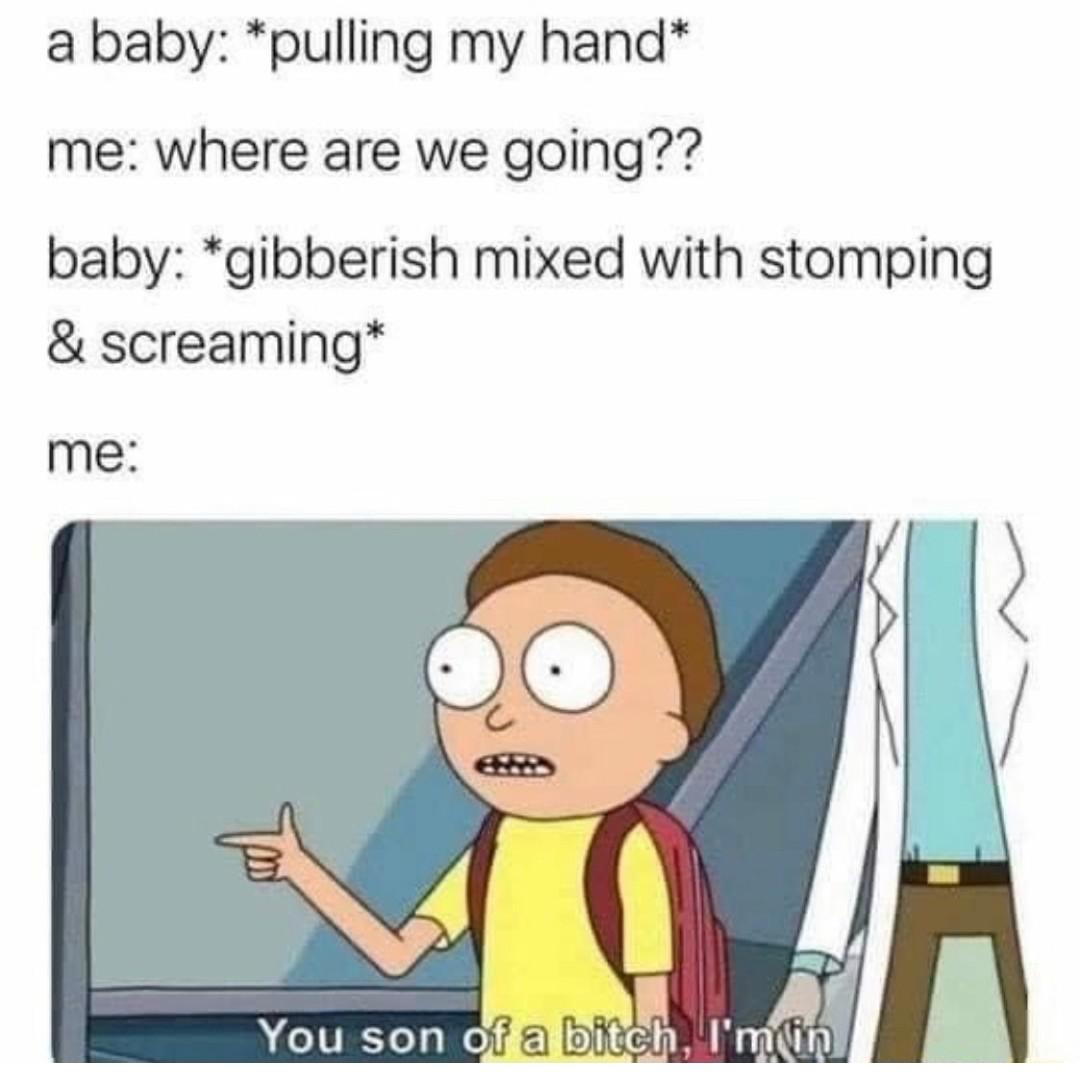 a baby: *pulling my hand*
me: where are we going??
baby: *gibberish mixed with stomping
& screaming*
me:
You son of a bitch, I'm in